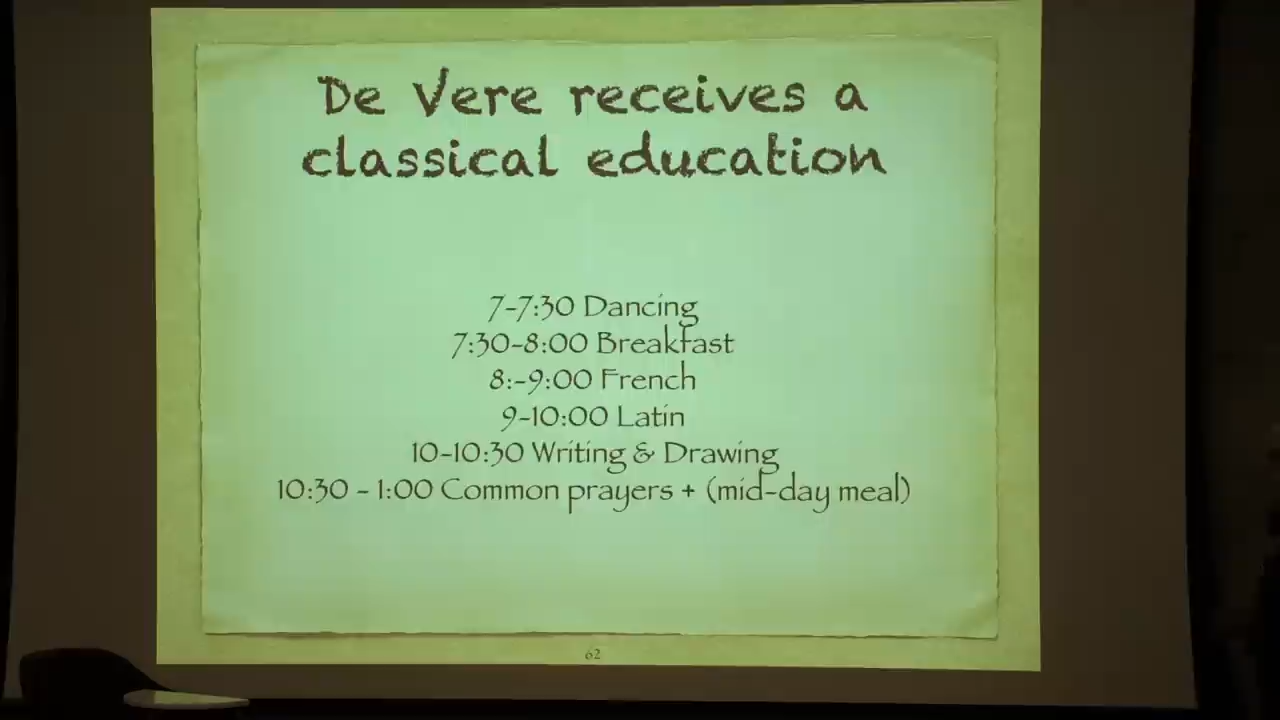 De Vere receives a
classical education
7-7:30 Dancing
7:30-8:00 Breakfast
8:-9:00 French
9-10:00 Latin
10-10:30 Writing & Drawing
10:30 - 1:00 Common prayers + (mid-day meal)
62